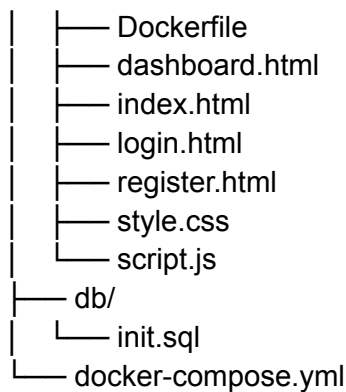 │   ├── Dockerfile
│   ├── dashboard.html
│   ├── index.html
│   ├── login.html
│   ├── register.html
│   ├── style.css
│   └── script.js
├── db/
│   └── init.sql
└── docker-compose.yml